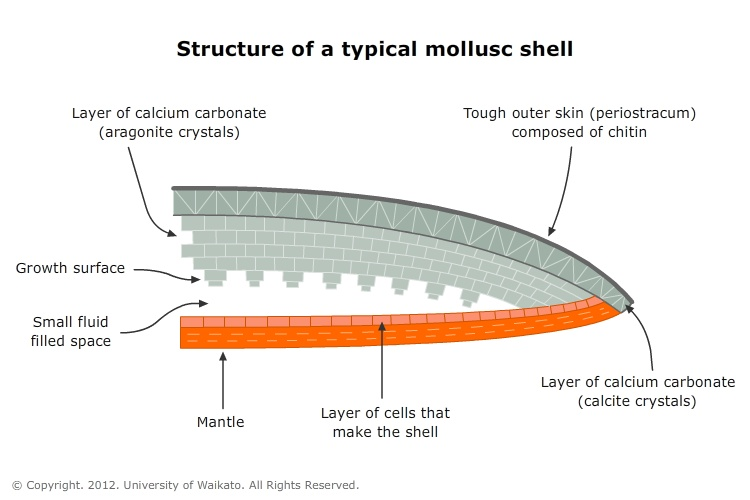 Structure of a typical mollusc shell
Layer of calcium carbonate
(aragonite crystals)
Tough outer skin (periostracum)
composed of chitin
Growth surface
Small fluid
filled space
Mantle
Layer of cells that
make the shell
Layer of calcium carbonate
(calcite crystals)
© Copyright. 2012. University of Waikato. All Rights Reserved.